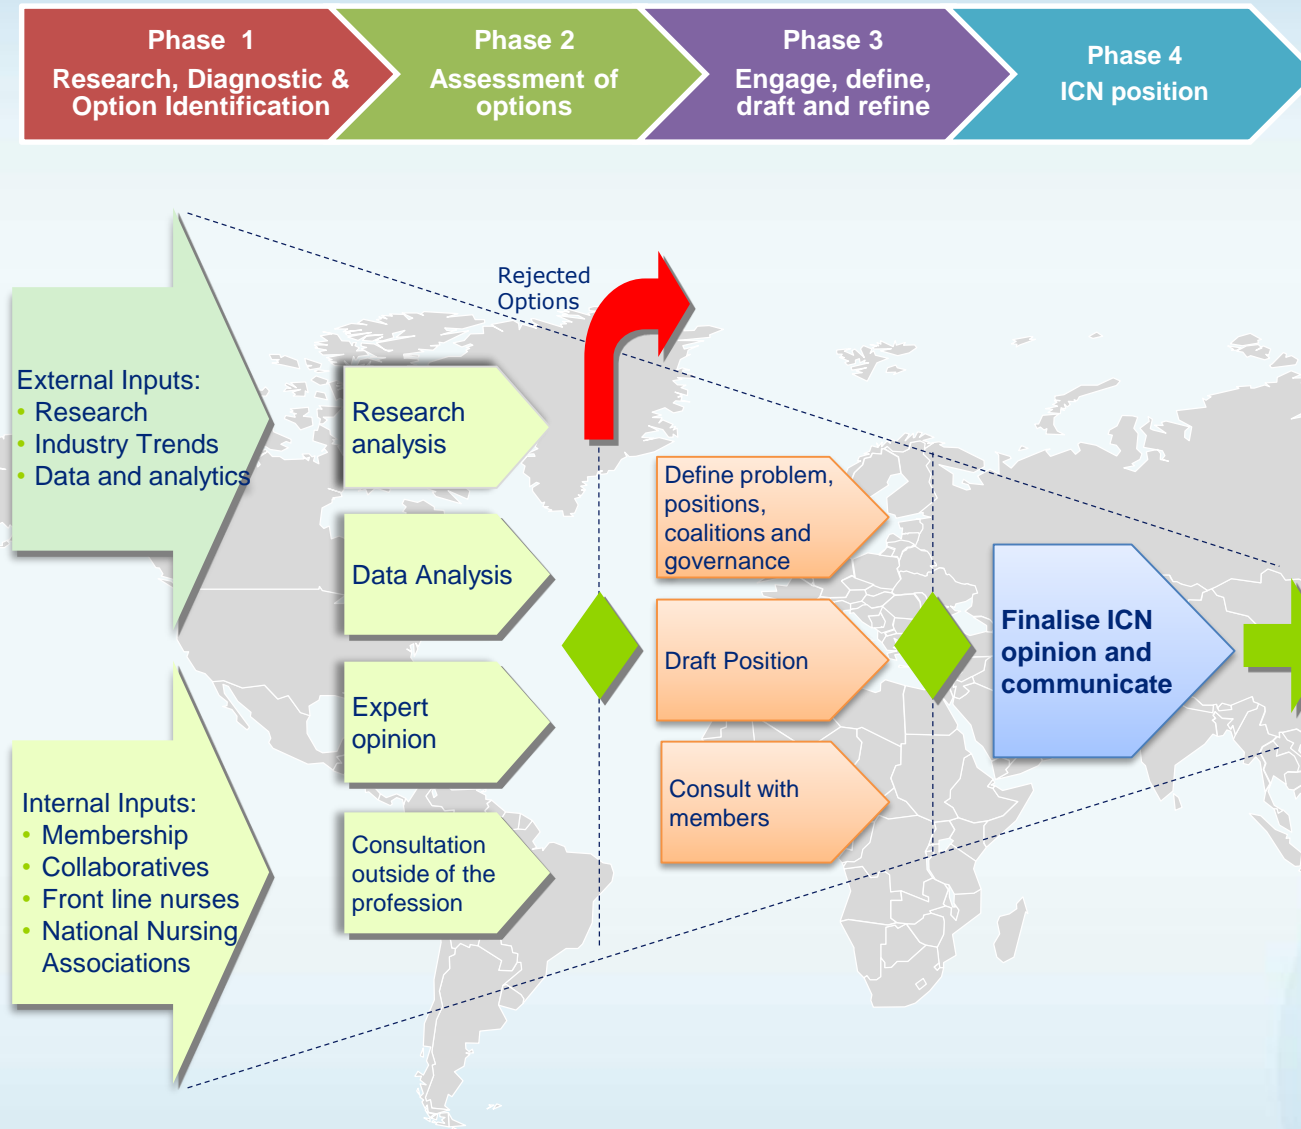 Phase 1
Research, Diagnostic &
Option Identification
Phase 2
Assessment of
options
Phase 3
Engage, define,
draft and refine
Phase 4
ICN position
Rejected
Options
External Inputs:
• Research
• Industry Trends
• Data and analytics
Internal Inputs:
• Membership
• Collaboratives
• Front line nurses
• National Nursing
Associations
Research
analysis
Data Analysis
Expert
opinion
Consultation
outside of the
profession
Define problem,
positions,
coalitions and
governance
Draft Position
Consult with
members
Finalise ICN
opinion and
communicate